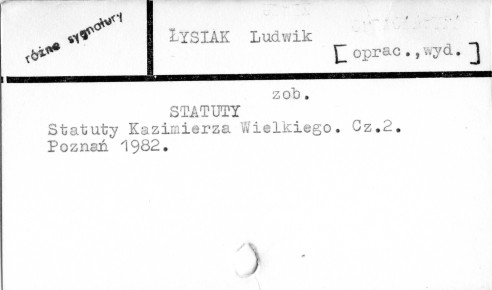 różne sygnatury
ŁYSIAK Ludwik
[oprac.,wyd.]
zob.
STATUTY
Statuty Kazimierza Wielkiego. Cz.2.
Poznań 1982.